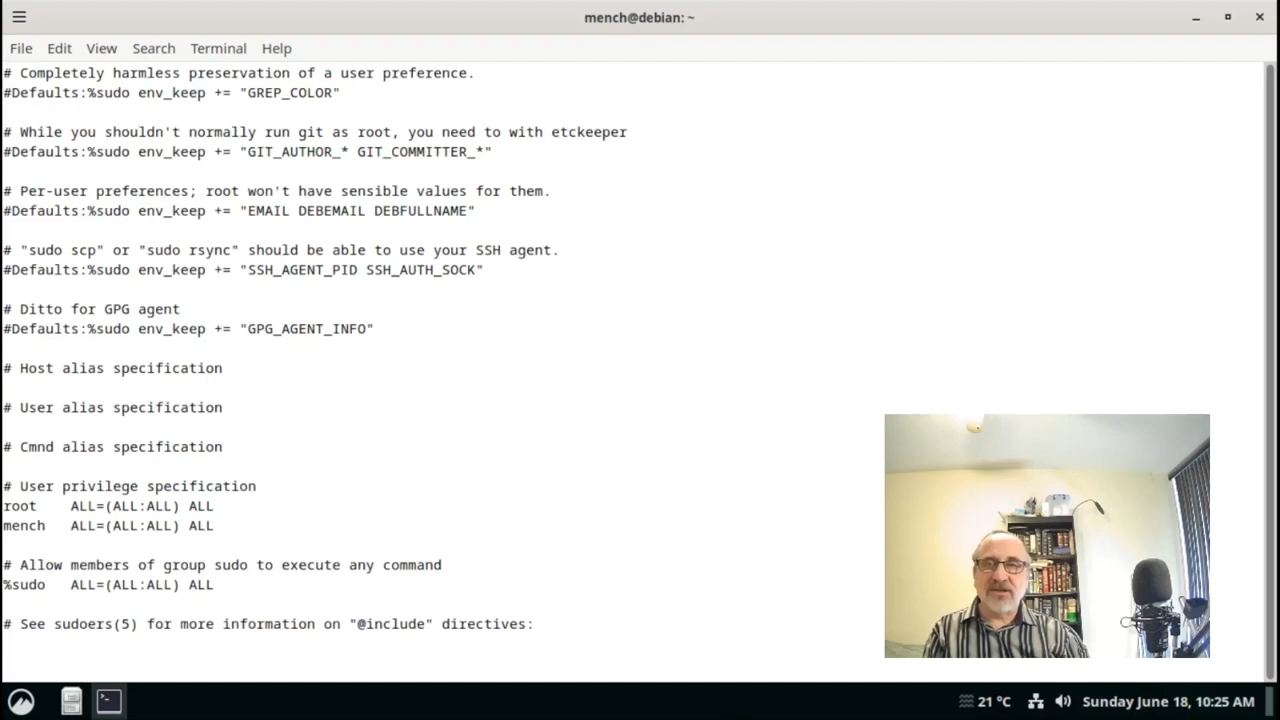 mench@debian: ~
File Edit View Search Terminal Help
# Completely harmless preservation of a user preference.
#Defaults:%sudo env_keep += "GREP_COLOR"
# While you shouldn't normally run git as root, you need to with etckeeper
#Defaults:%sudo env_keep += "GIT_AUTHOR_* GIT_COMMITTER_*"
# Per-user preferences; root won't have sensible values for them.
#Defaults:%sudo env_keep += "EMAIL DEBEMAIL DEBFULLNAME"
# "sudo scp" or "sudo rsync" should be able to use your SSH agent.
#Defaults:%sudo env_keep += "SSH_AGENT_PID SSH_AUTH_SOCK"
# Ditto for GPG agent
#Defaults:%sudo env_keep += "GPG_AGENT_INFO"
# Host alias specification
# User alias specification
# Cmnd alias specification
# User privilege specification
root ALL=(ALL:ALL) ALL
mench ALL=(ALL:ALL) ALL
# Allow members of group sudo to execute any command
%sudo ALL=(ALL:ALL) ALL
# See sudoers(5) for more information on "@include" directives:
21 °C Sunday June 18, 10:25 AM